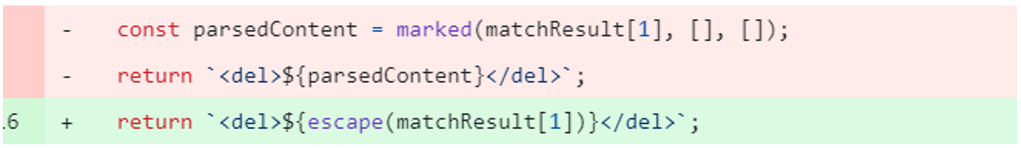 - const parsedContent = marked(matchResult[1], [], []);
- return `<del>${parsedContent}</del>`;
.6 + return `<del>${escape(matchResult[1])}</del>`;